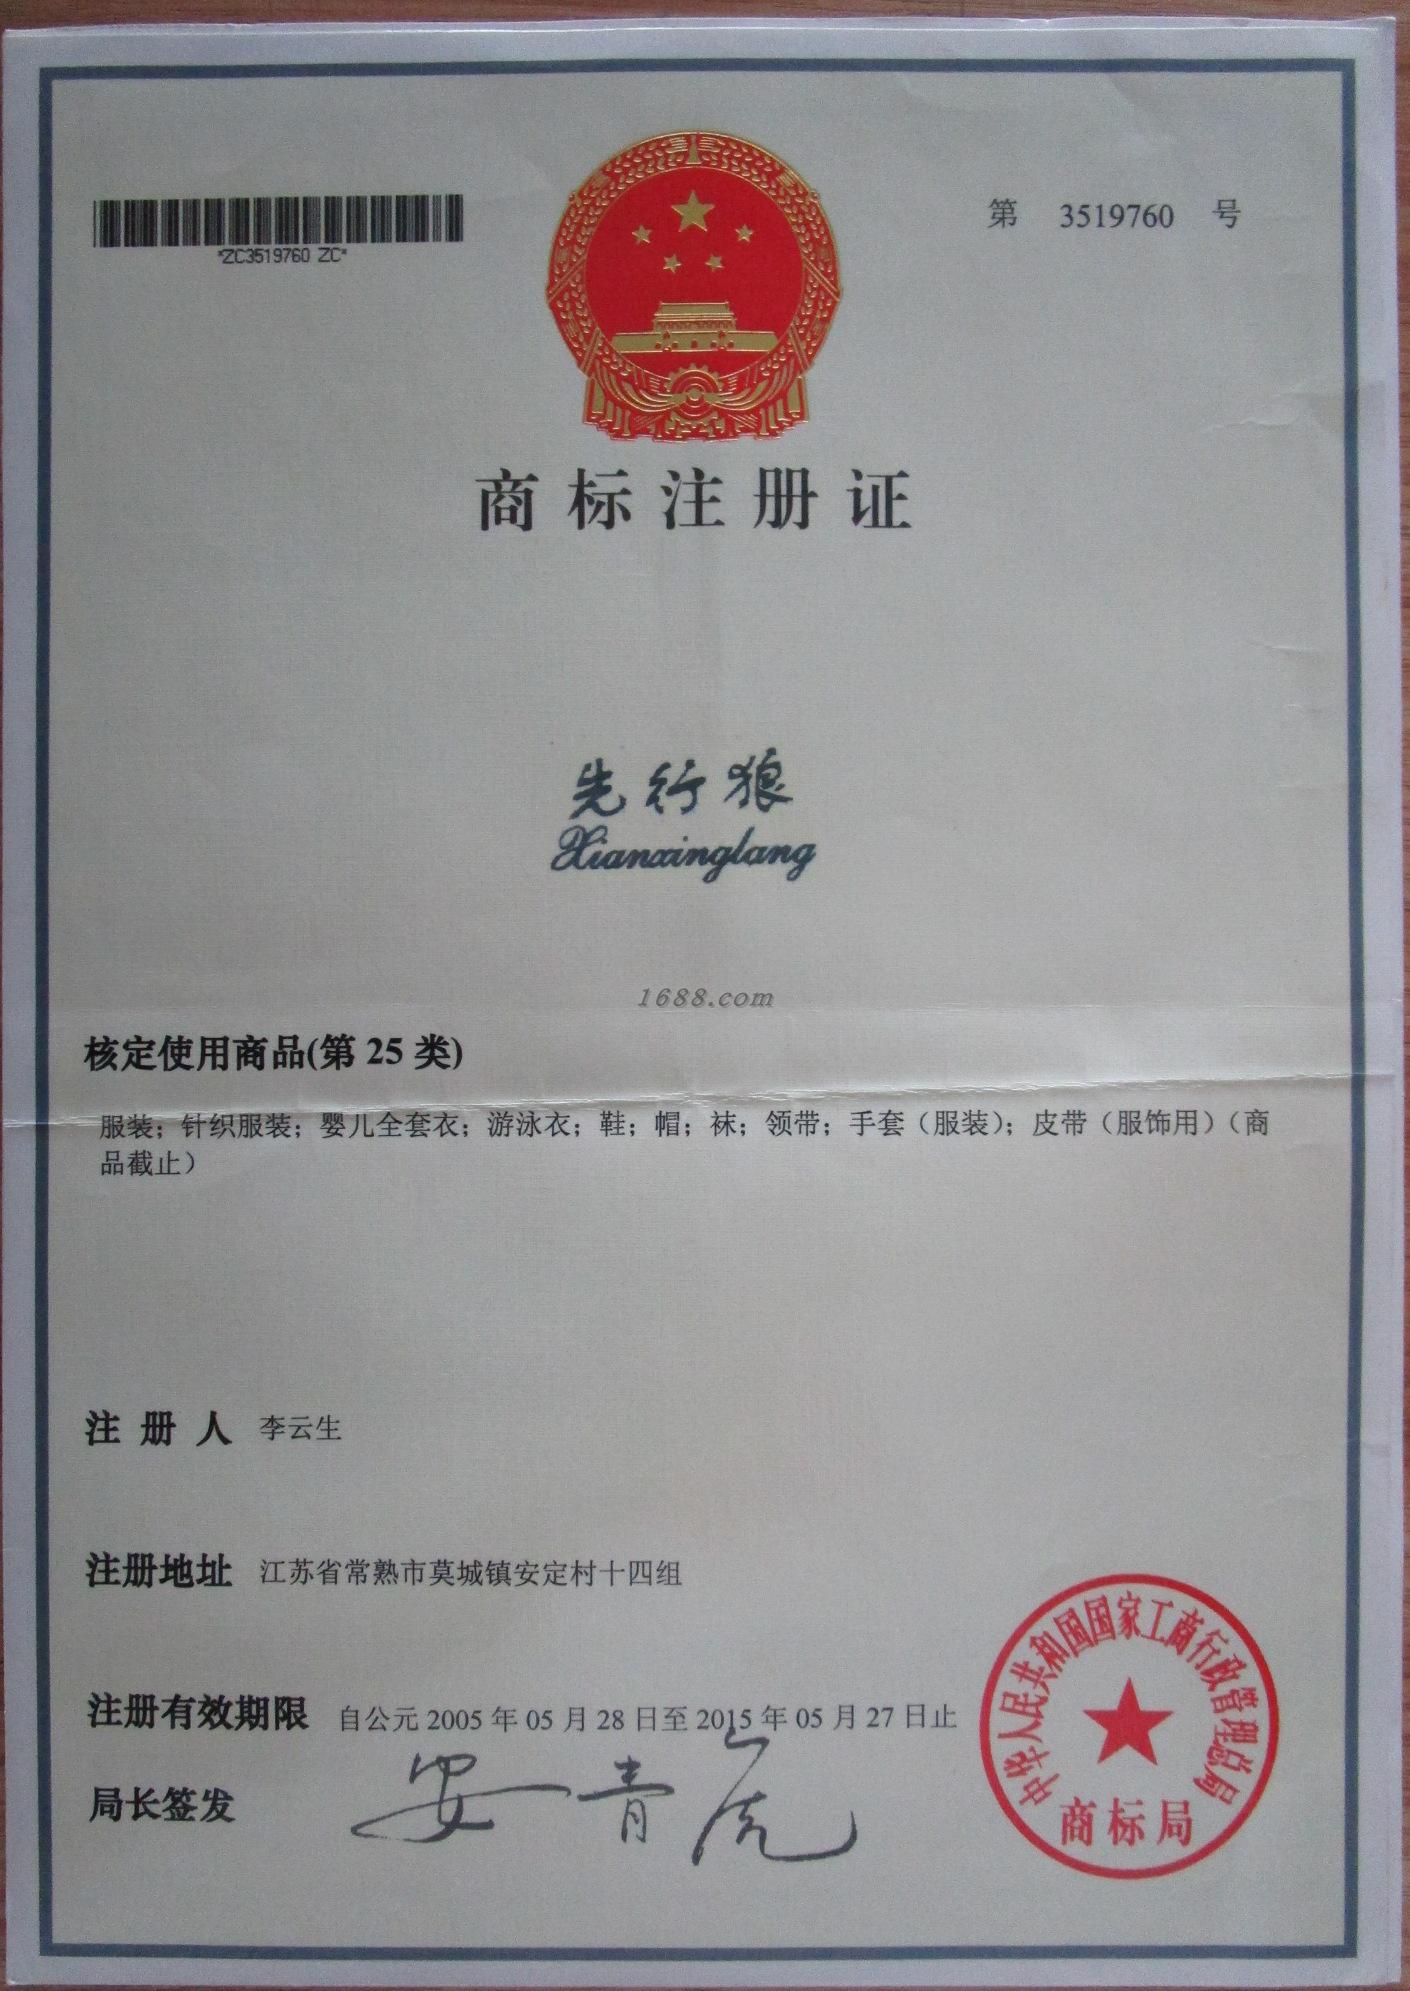 *ZC3519760 ZC*
第 3519760 号
商标注册证
先行狼
Xianxinglang
1688.com
核定使用商品(第 25 类)
服装；针织服装；婴儿全套衣；游泳衣；鞋；帽；袜；领带；手套（服装）；皮带（服饰用）（商
品截止）
注册人 李云生
注册地址 江苏省常熟市莫城镇安定村十四组
注册有效期限 自公元 2005 年 05 月 28 日至 2015 年 05 月 27 日止
局长签发 安青虎
中华人民共和国国家工商行政管理总局
商标局